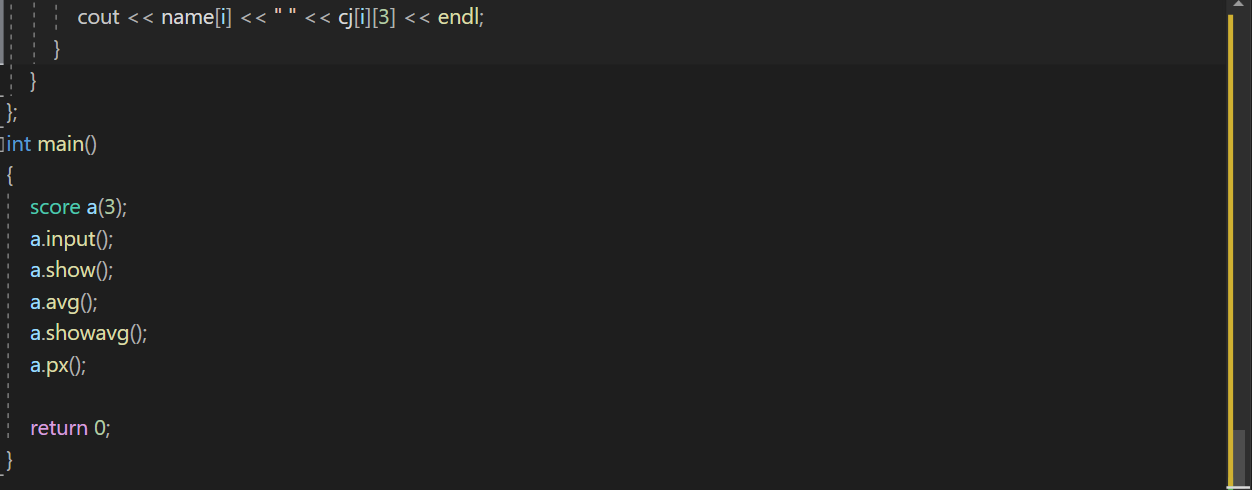 cout << name[i] << " " << cj[i][3] << endl;
}
}
};
int main()
{
score a(3);
a.input();
a.show();
a.avg();
a.showavg();
a.px();
return 0;
}